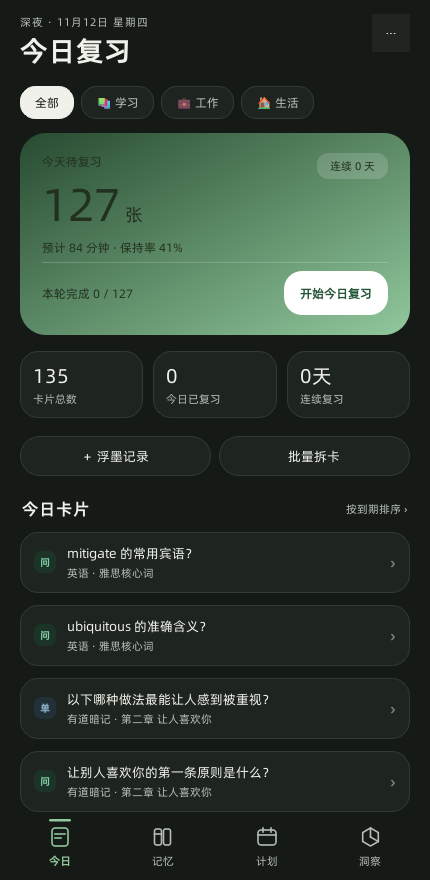 深夜 · 11月12日 星期四
今日复习
...
全部
学习
工作
生活
今天待复习
连续 0 天
127 张
预计 84 分钟 · 保持率 41%
本轮完成 0 / 127
开始今日复习
135
卡片总数
0
今日已复习
0天
连续复习
+ 浮墨记录
批量拆卡
今日卡片
按到期排序 ›
问
mitigate 的常用宾语?
英语 · 雅思核心词
›
问
ubiquitous 的准确含义?
英语 · 雅思核心词
›
单
以下哪种做法最能让人感到被重视?
有道暗记 · 第二章 让人喜欢你
›
问
让别人喜欢你的第一条原则是什么?
有道暗记 · 第二章 让人喜欢你
›
今日
记忆
计划
洞察